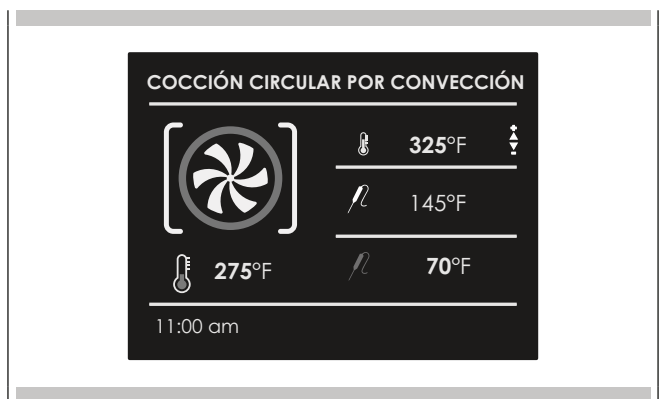 COCCIÓN CIRCULAR POR CONVECCIÓN
325°F
145°F
275°F
70°F
11:00 am